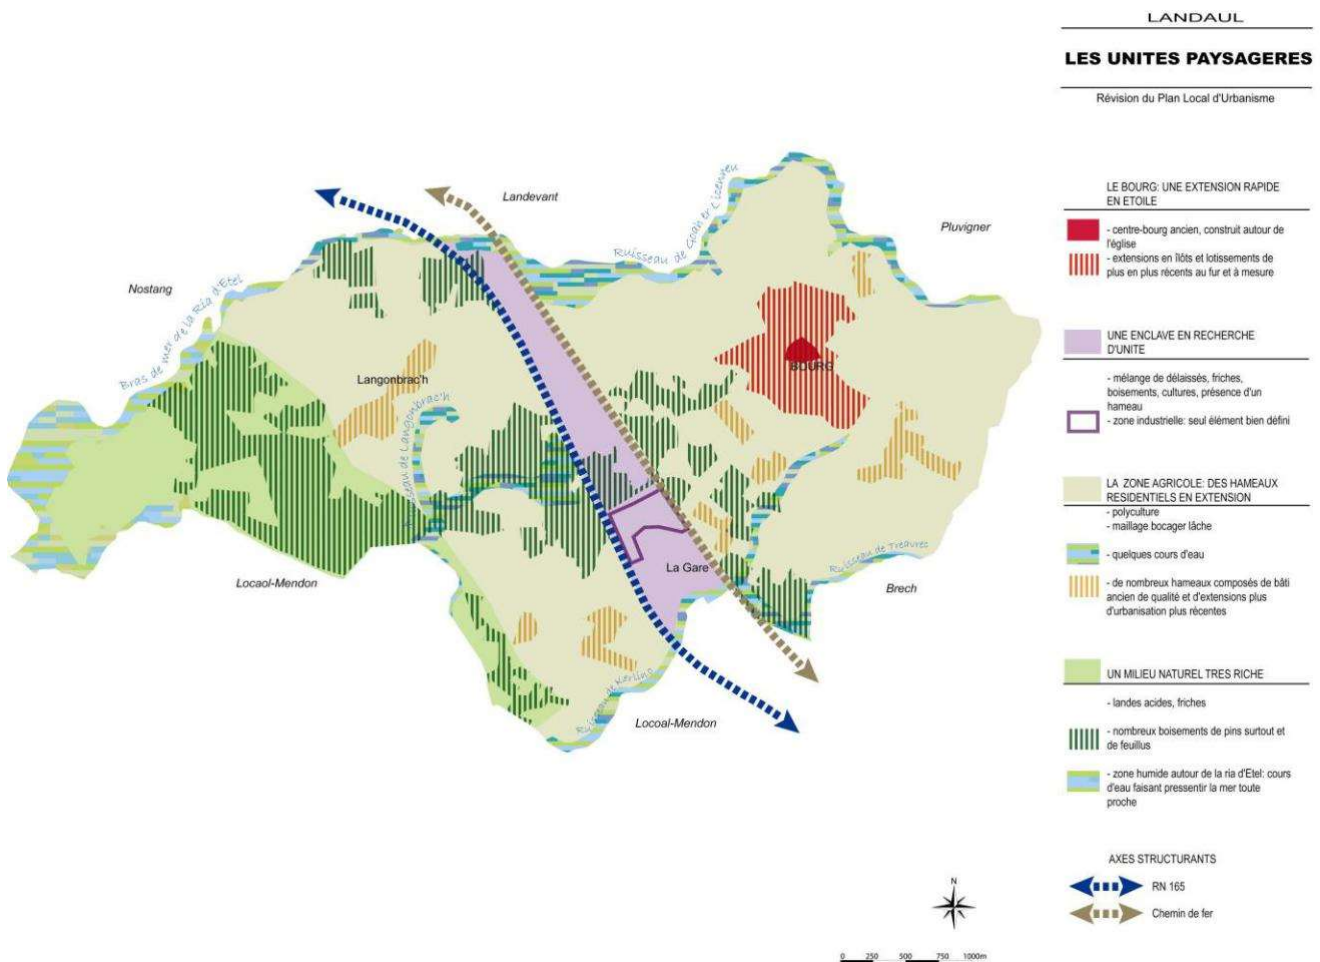 LANDAUL
LES UNITES PAYSAGERES
Révision du Plan Local d'Urbanisme
LE BOURG: UNE EXTENSION RAPIDE
EN ETOILE
- centre-bourg ancien, construit autour de
l'église
- extensions en îlôts et lotissements de
plus en plus récents au fur et à mesure
UNE ENCLAVE EN RECHERCHE
D'UNITE
- mélange de délaissés, friches,
boisements, cultures, présence d'un
hameau
- zone industrielle: seul élément bien défini
LA ZONE AGRICOLE: DES HAMEAUX
RESIDENTIELS EN EXTENSION
- polyculture
- maillage bocager lâche
- quelques cours d'eau
- de nombreux hameaux composés de bâti
ancien de qualité et d'extensions plus
d'urbanisation plus récentes
UN MILIEU NATUREL TRES RICHE
- landes acides, friches
- nombreux boisements de pins surtout et
de feuillus
- zone humide autour de la ria d'Etel: cours
d'eau faisant pressentir la mer toute
proche
AXES STRUCTURANTS
RN 165
Chemin de fer
Landevant
Pluvigner
Nostang
Bras de mer de la Ria d'Etel
Ruisseau de
Langonbrac'h
Ruisseau de Langonbrac'h
BOURG
La Gare
Ruisseau de Treavrec
Brech
Locaol-Mendon
Ruisseau de Kerlino
Locoal-Mendon
N
0 250 500 750 1000m